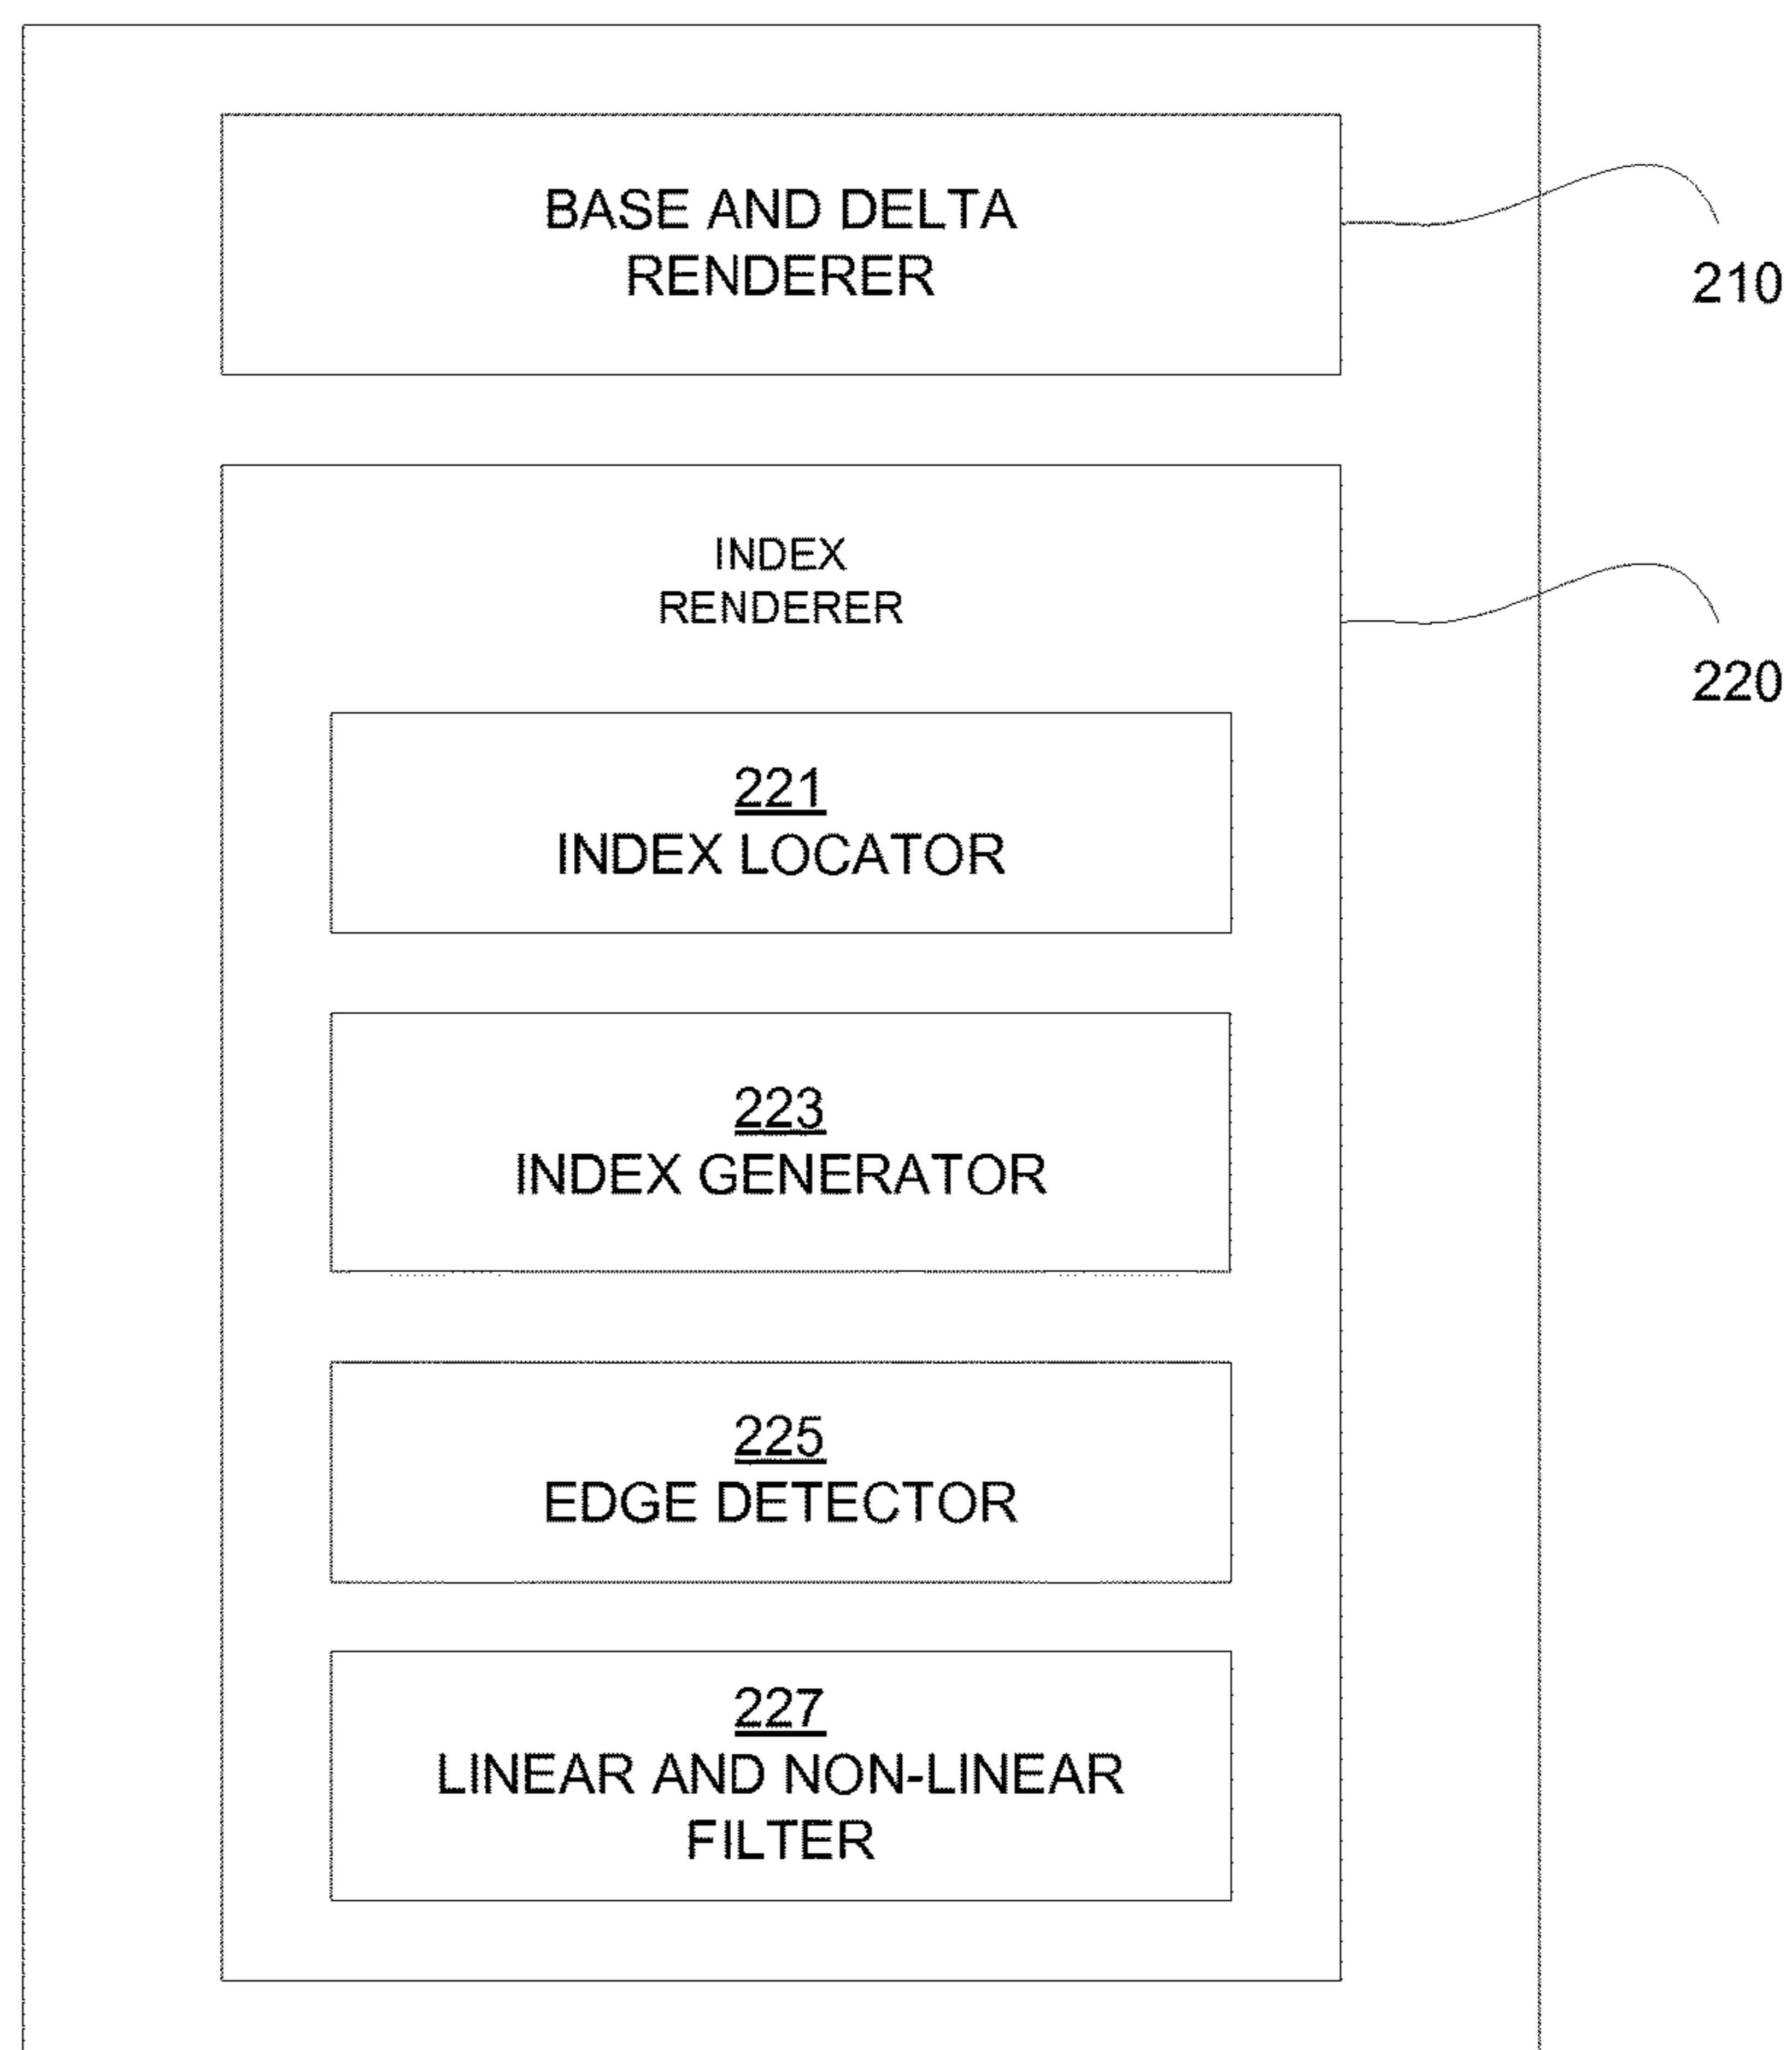 BASE AND DELTA
RENDERER
210
INDEX
RENDERER
220
221
INDEX LOCATOR
223
INDEX GENERATOR
225
EDGE DETECTOR
227
LINEAR AND NON-LINEAR
FILTER